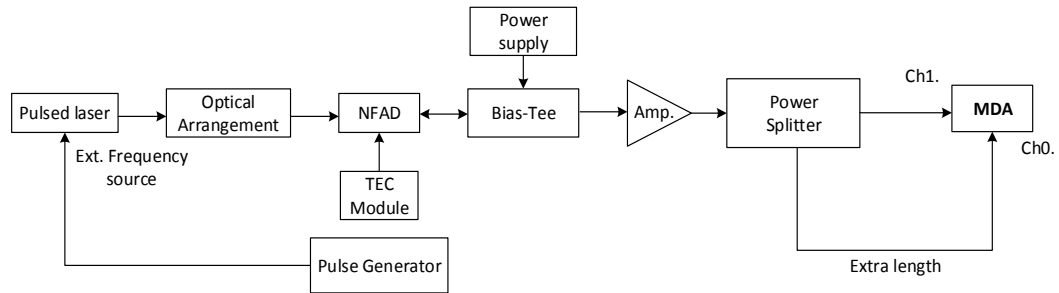 Power
supply
Pulsed laser
Optical
Arrangement
NFAD
Bias-Tee
Amp.
Power
Splitter
Ch1.
MDA
Ch0.
Ext. Frequency
source
TEC
Module
Pulse Generator
Extra length